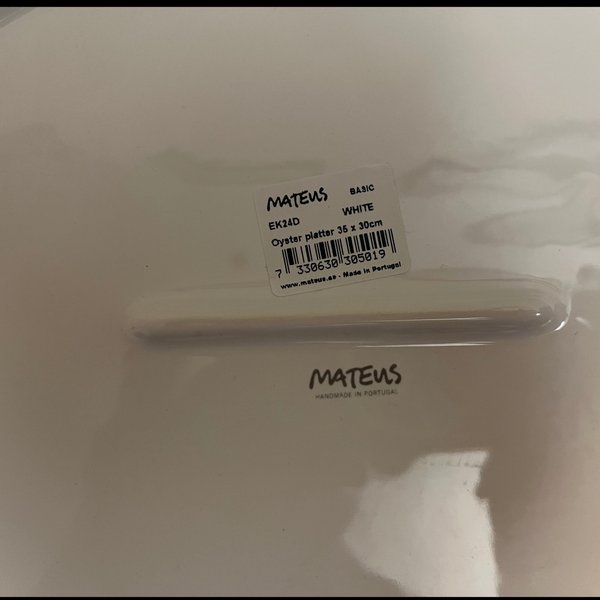 MATEUS BASIC
EK24D WHITE
Oyster platter 35 x 30cm
7 330630 305019
www.mateus.se - Made in Portugal
MATEUS
HANDMADE IN PORTUGAL